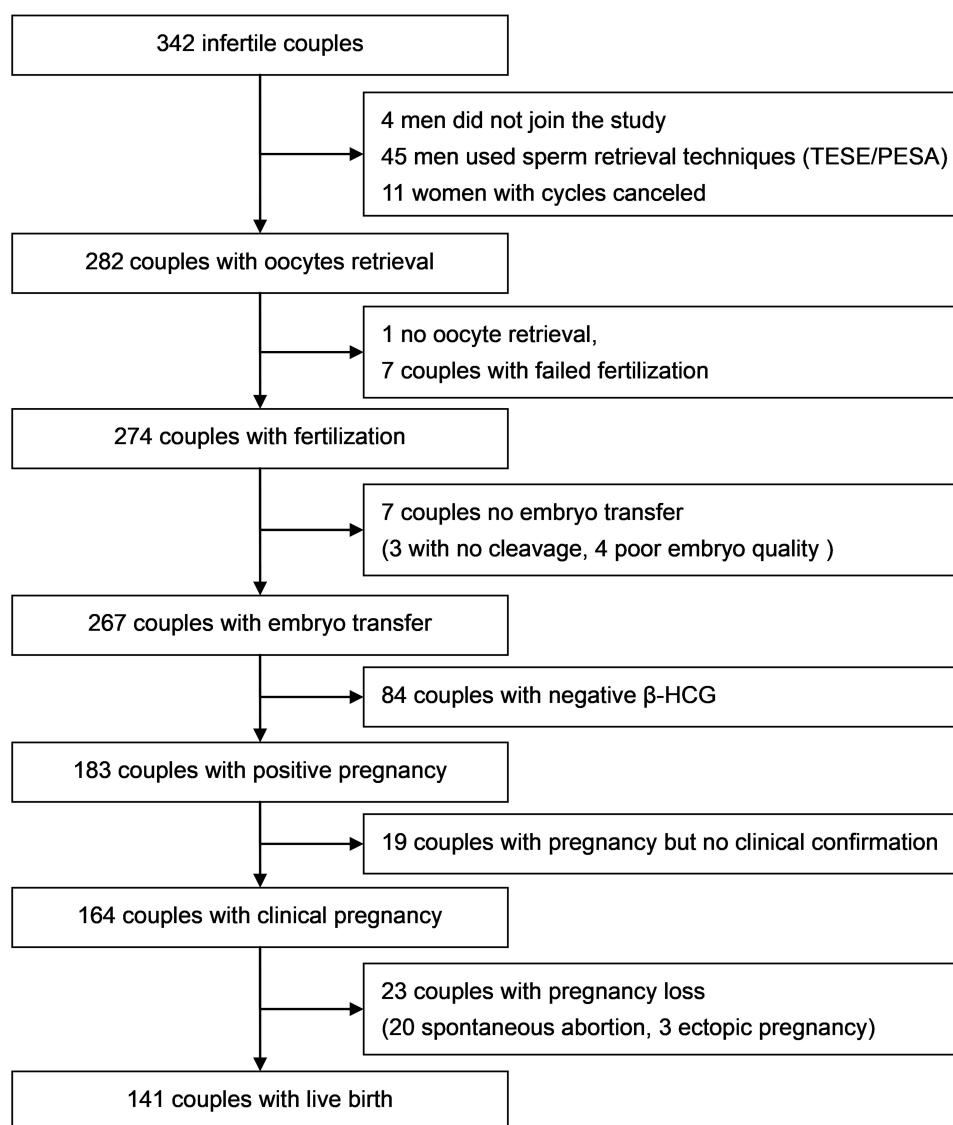 342 infertile couples
4 men did not join the study
45 men used sperm retrieval techniques (TESE/PESA)
11 women with cycles canceled
282 couples with oocytes retrieval
1 no oocyte retrieval,
7 couples with failed fertilization
274 couples with fertilization
7 couples no embryo transfer
(3 with no cleavage, 4 poor embryo quality )
267 couples with embryo transfer
84 couples with negative β-HCG
183 couples with positive pregnancy
19 couples with pregnancy but no clinical confirmation
164 couples with clinical pregnancy
23 couples with pregnancy loss
(20 spontaneous abortion, 3 ectopic pregnancy)
141 couples with live birth